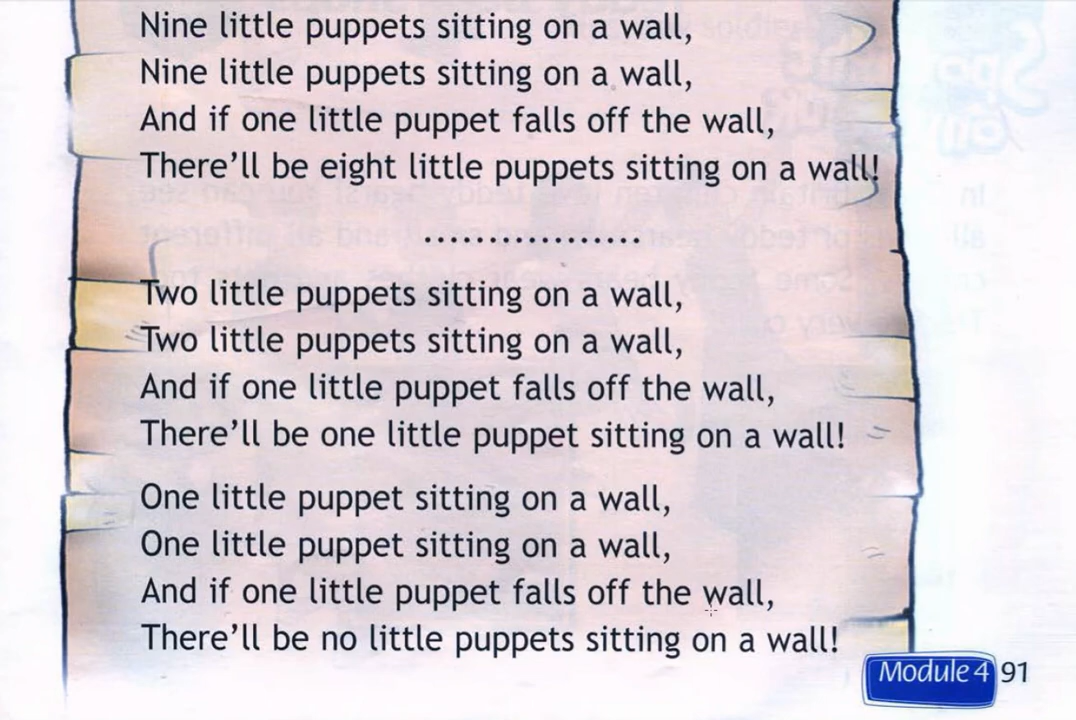 Nine little puppets sitting on a wall,
Nine little puppets sitting on a wall,
And if one little puppet falls off the wall,
There'll be eight little puppets sitting on a wall!
..................
Two little puppets sitting on a wall,
Two little puppets sitting on a wall,
And if one little puppet falls off the wall,
There'll be one little puppet sitting on a wall!
One little puppet sitting on a wall,
One little puppet sitting on a wall,
And if one little puppet falls off the wall,
There'll be no little puppets sitting on a wall!
Module 4 91